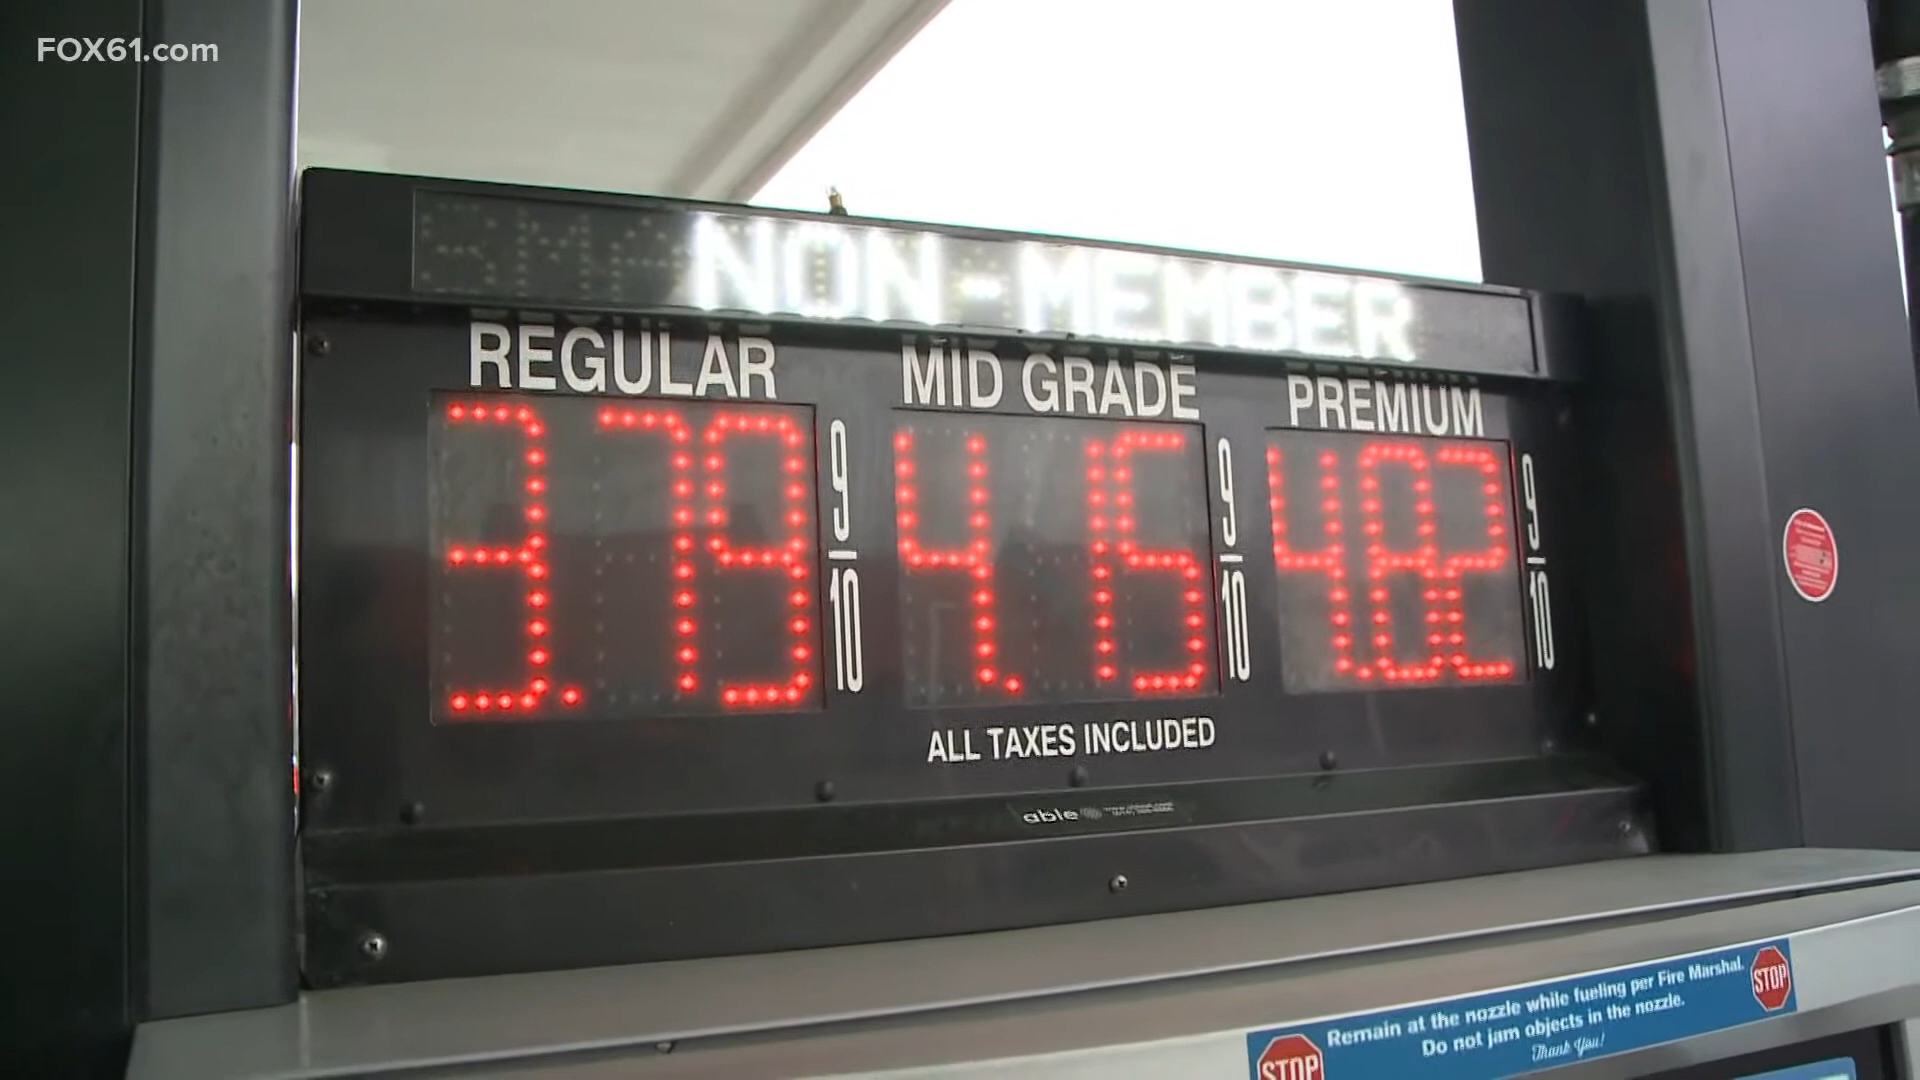 FOX61.com
NON-MEMBER
REGULAR MID GRADE PREMIUM
3.79 9/10 4.15 9/10 4.82 9/10
ALL TAXES INCLUDED
able
Remain at the nozzle while fueling per Fire Marshal. STOP
STOP Do not jam objects in the nozzle.
Thank You!